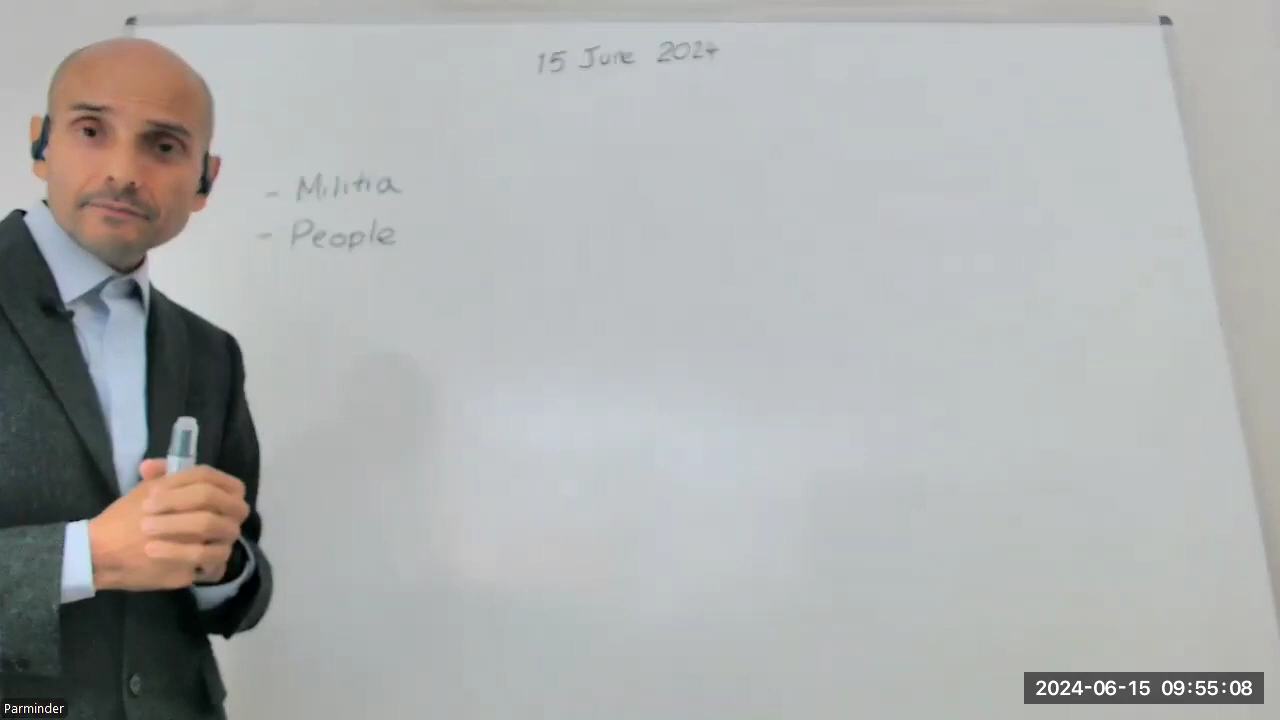 15 June 2024
- Militia
- People
Parminder
2024-06-15 09:55:08